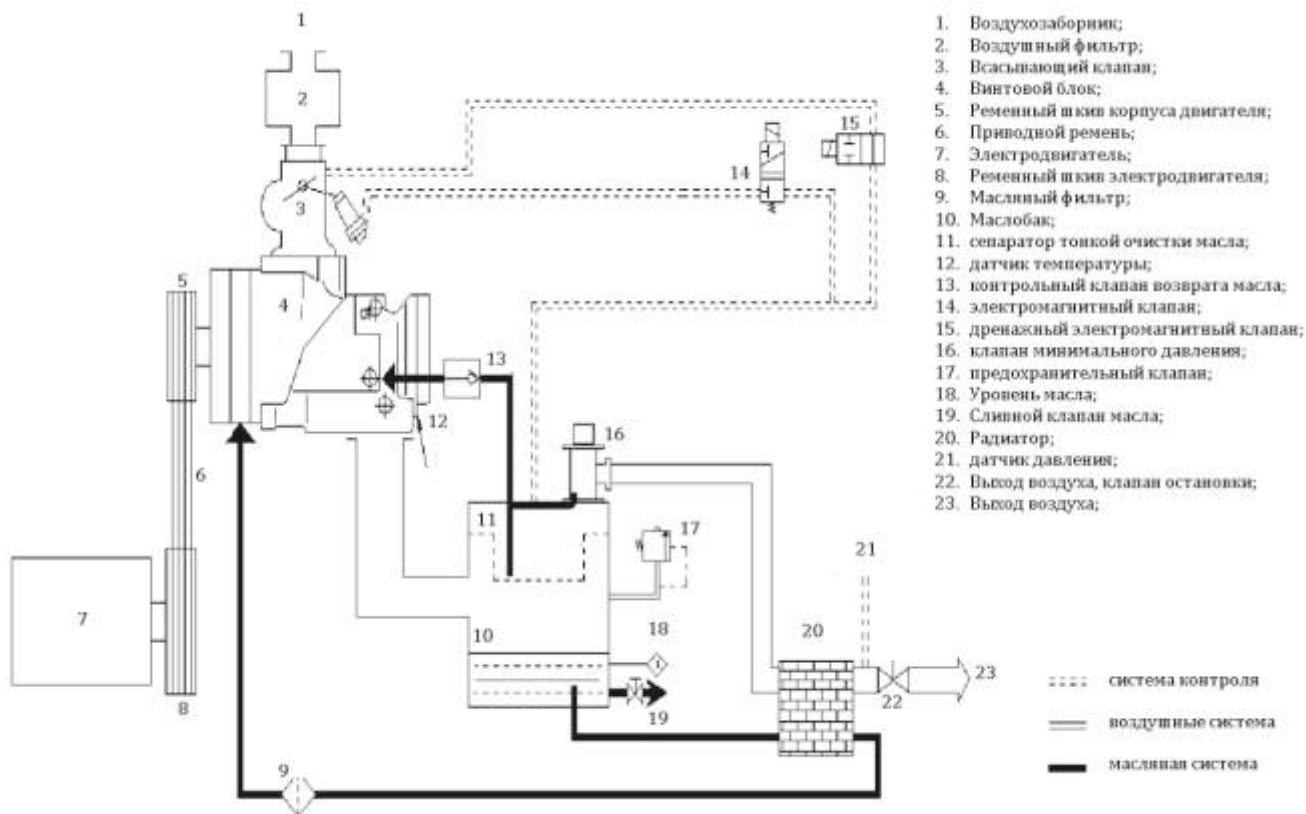 1
2
3
4
5
6
7
8
9
10
11
12
13
14
15
16
17
18
19
20
21
22
23
1. Воздухозаборник;
2. Воздушный фильтр;
3. Всасывающий клапан;
4. Винтовой блок;
5. Ременный шкив корпуса двигателя;
6. Приводной ремень;
7. Электродвигатель;
8. Ременный шкив электродвигателя;
9. Масляный фильтр;
10. Маслобак;
11. сепаратор тонкой очистки масла;
12. датчик температуры;
13. контрольный клапан возврата масла;
14. электромагнитный клапан;
15. дренажный электромагнитный клапан;
16. клапан минимального давления;
17. предохранительный клапан;
18. Уровень масла;
19. Сливной клапан масла;
20. Радиатор;
21. датчик давления;
22. Выход воздуха, клапан остановки;
23. Выход воздуха;
система контроля
воздушные система
масляная система